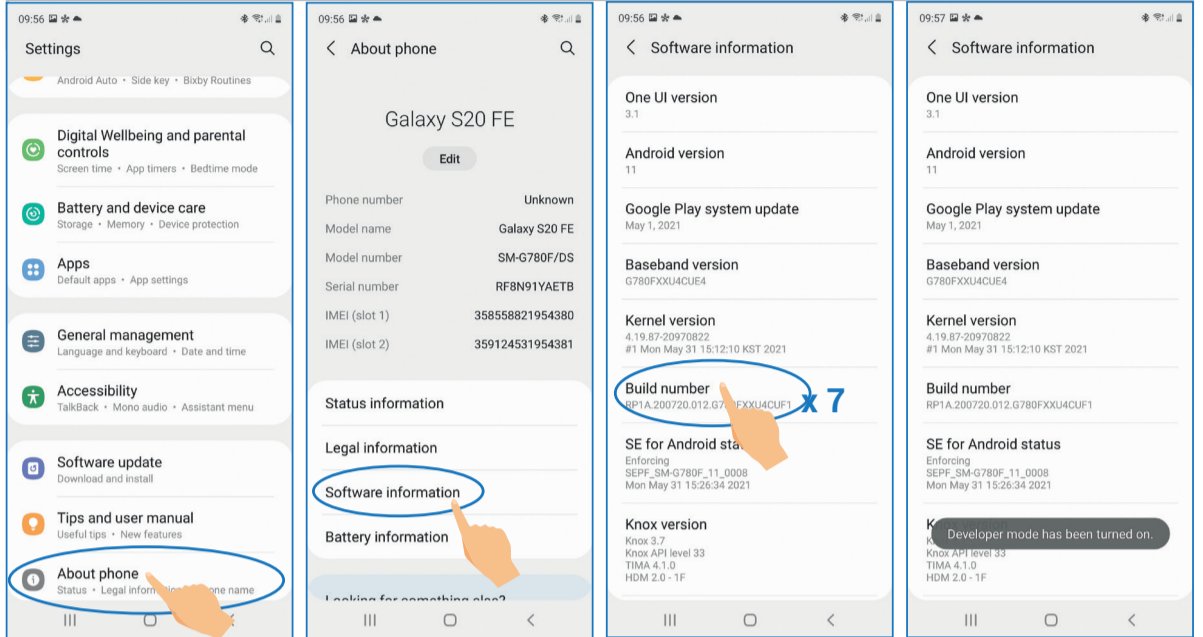 09:56
Settings
Android Auto • Side key • Bixby Routines
Digital Wellbeing and parental
controls
Screen time • App timers • Bedtime mode
Battery and device care
Storage • Memory • Device protection
Apps
Default apps • App settings
General management
Language and keyboard • Date and time
Accessibility
TalkBack • Mono audio • Assistant menu
Software update
Download and install
Tips and user manual
Useful tips • New features
About phone
Status • Legal name
09:56
About phone
Galaxy S20 FE
Edit
Phone number Unknown
Model name Galaxy S20 FE
Model number SM-G780F/DS
Serial number RF8N91YAETB
IMEI (slot 1) 358558821954380
IMEI (slot 2) 359124531954381
Status information
Legal information
Software information
Battery information
Looking for something else?
09:56
Software information
One UI version
3.1
Android version
11
Google Play system update
May 1, 2021
Baseband version
G780FXXU4CUE4
Kernel version
4.19.87-20970822
#1 Mon May 31 15:12:10 KST 2021
Build number
RP1A.200720.012.G780FXXU4CUF1
x 7
SE for Android
Enforcing
SEPF_SM-G780F_11_0008
Mon May 31 15:26:34 2021
Knox version
Knox 3.7
Knox API level 33
TIMA 4.1.0
HDM 2.0 - 1F
09:57
Software information
One UI version
3.1
Android version
11
Google Play system update
May 1, 2021
Baseband version
G780FXXU4CUE4
Kernel version
4.19.87-20970822
#1 Mon May 31 15:12:10 KST 2021
Build number
RP1A.200720.012.G780FXXU4CUF1
SE for Android status
Enforcing
SEPF_SM-G780F_11_0008
Mon May 31 15:26:34 2021
Developer mode has been turned on.
Knox API level 33
TIMA 4.1.0
HDM 2.0 - 1F